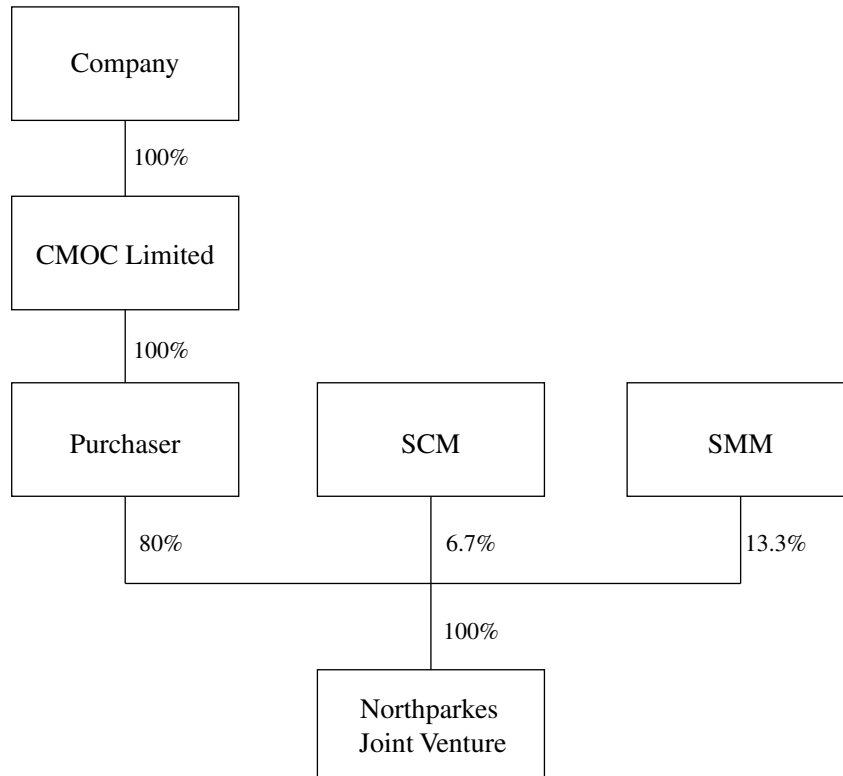 Company
100%
CMOC Limited
100%
Purchaser
SCM
SMM
80%
6.7%
13.3%
100%
Northparkes
Joint Venture